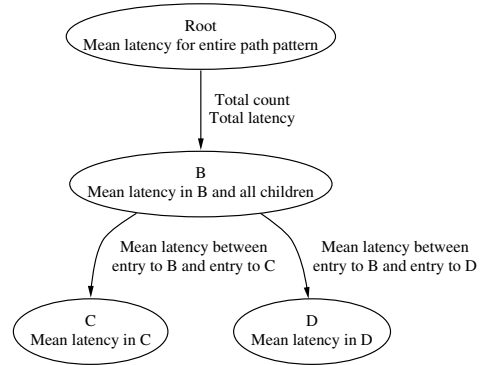 Root
Mean latency for entire path pattern
Total count
Total latency
B
Mean latency in B and all children
Mean latency between
entry to B and entry to C
Mean latency between
entry to B and entry to D
C
Mean latency in C
D
Mean latency in D